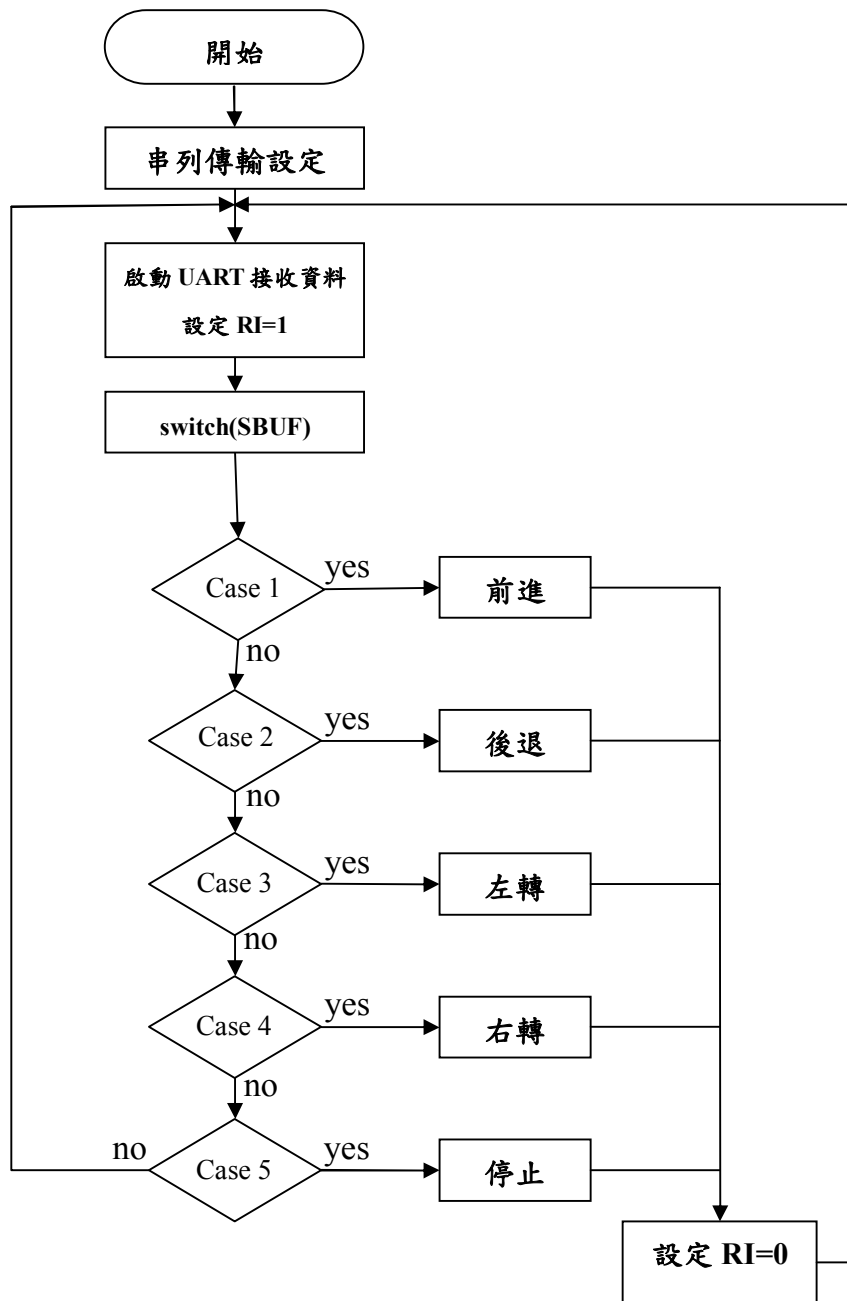 開始
串列傳輸設定
啟動 UART 接收資料
設定 RI=1
switch(SBUF)
Case 1
yes
前進
no
Case 2
yes
後退
no
Case 3
yes
左轉
no
Case 4
yes
右轉
no
no
Case 5
yes
停止
設定 RI=0